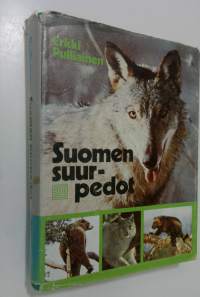 Erkki
Pulliainen
Suomen
suur-
pedot